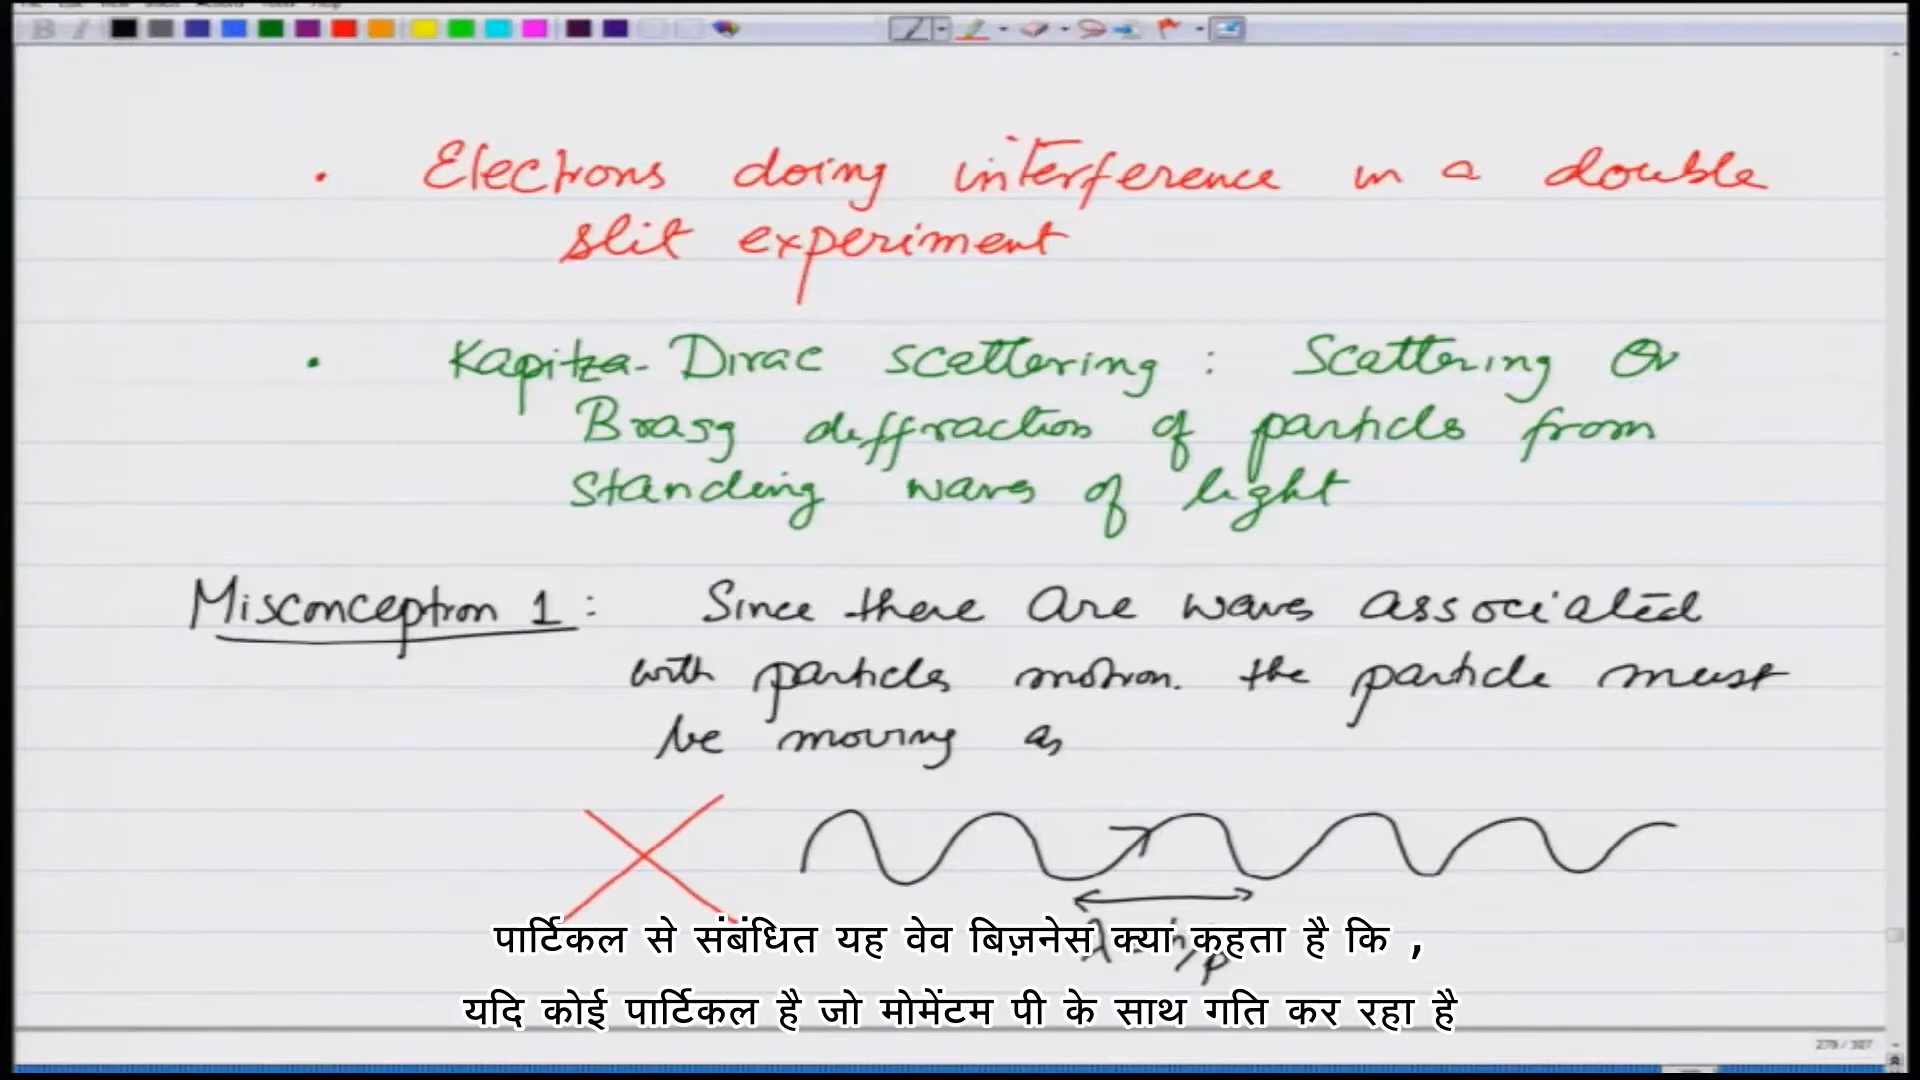 • Electrons doing interference in a double
slit experiment
• Kapitza-Dirac scattering : Scattering or
Bragg diffraction of particles from
standing waves of light
Misconception 1 : Since there are waves associated
with particles motion. the particle must
be moving as
λ = h/p
पार्टिकल से संबंधित यह वेव बिज़नेस क्या कहता है कि ,
यदि कोई पार्टिकल है जो मोमेंटम पी के साथ गति कर रहा है